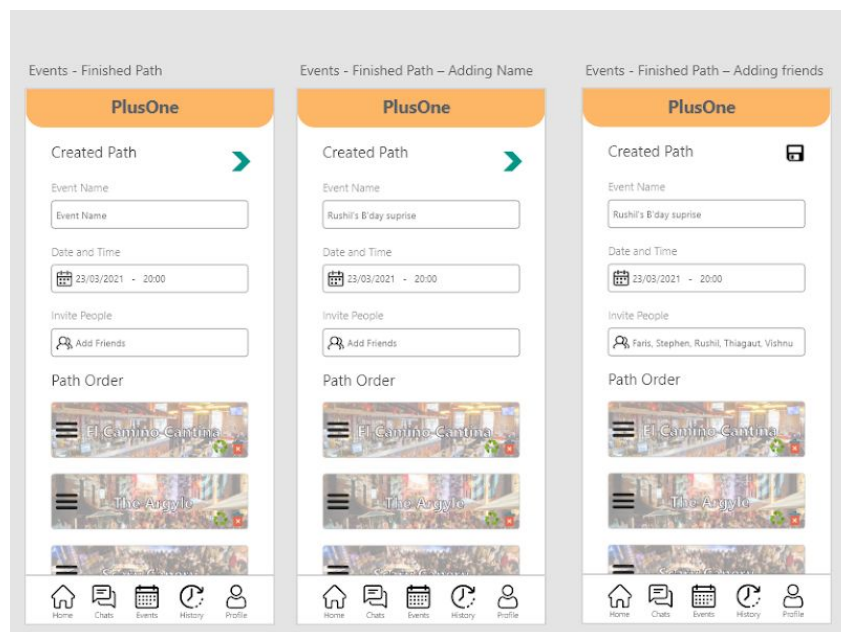 Events - Finished Path
PlusOne
Created Path
Event Name
Event Name
Date and Time
23/03/2021 - 20:00
Invite People
Add Friends
Path Order
El Camino Cantina
The Argyle
Home Chats Events History Profile
Events - Finished Path – Adding Name
PlusOne
Created Path
Event Name
Rushil's B'day suprise
Date and Time
23/03/2021 - 20:00
Invite People
Add Friends
Path Order
El Camino Cantina
The Argyle
Home Chats Events History Profile
Events - Finished Path – Adding friends
PlusOne
Created Path
Event Name
Rushil's B'day suprise
Date and Time
23/03/2021 - 20:00
Invite People
Faris, Stephen, Rushil, Thiagaut, Vishnu
Path Order
El Camino Cantina
The Argyle
Home Chats Events History Profile